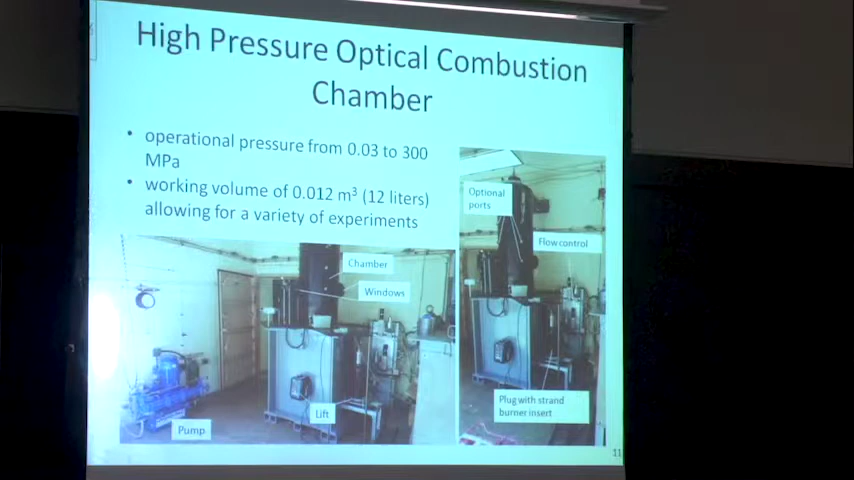 High Pressure Optical Combustion
Chamber
• operational pressure from 0.03 to 300
MPa
• working volume of 0.012 m³ (12 liters)
allowing for a variety of experiments
Optional
ports
Flow control
Chamber
Windows
Plug with strand
burner insert
Lift
Pump
11